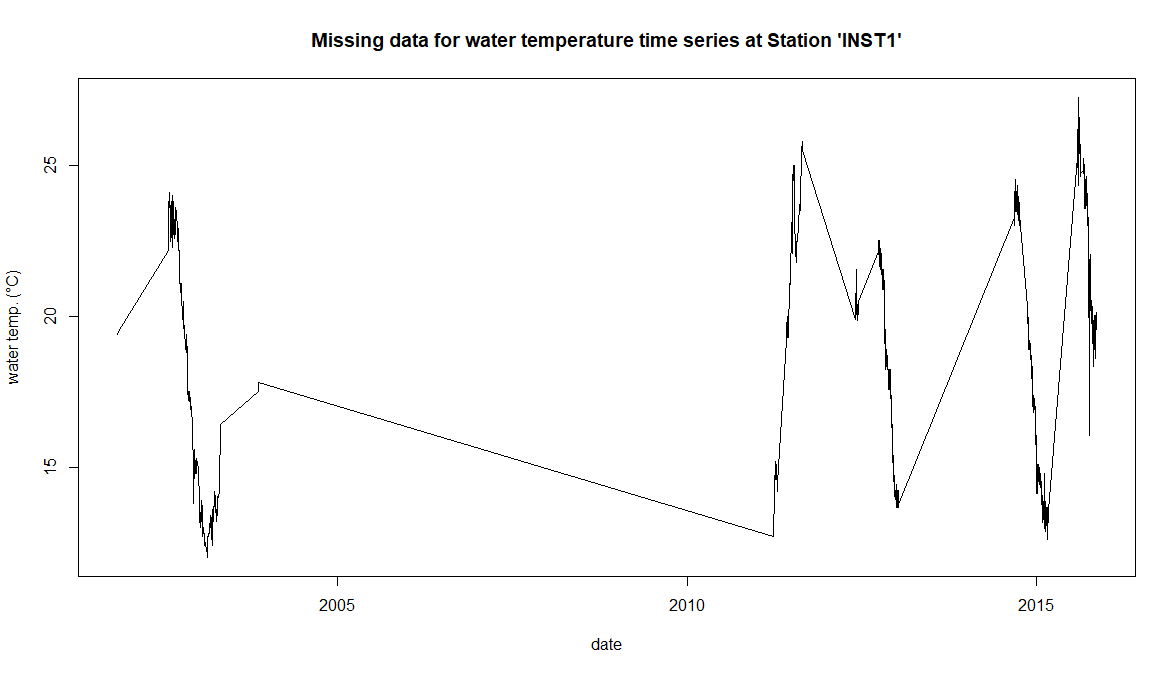 Missing data for water temperature time series at Station 'INST1'
water temp. (°C)
25
20
15
2005
2010
2015
date